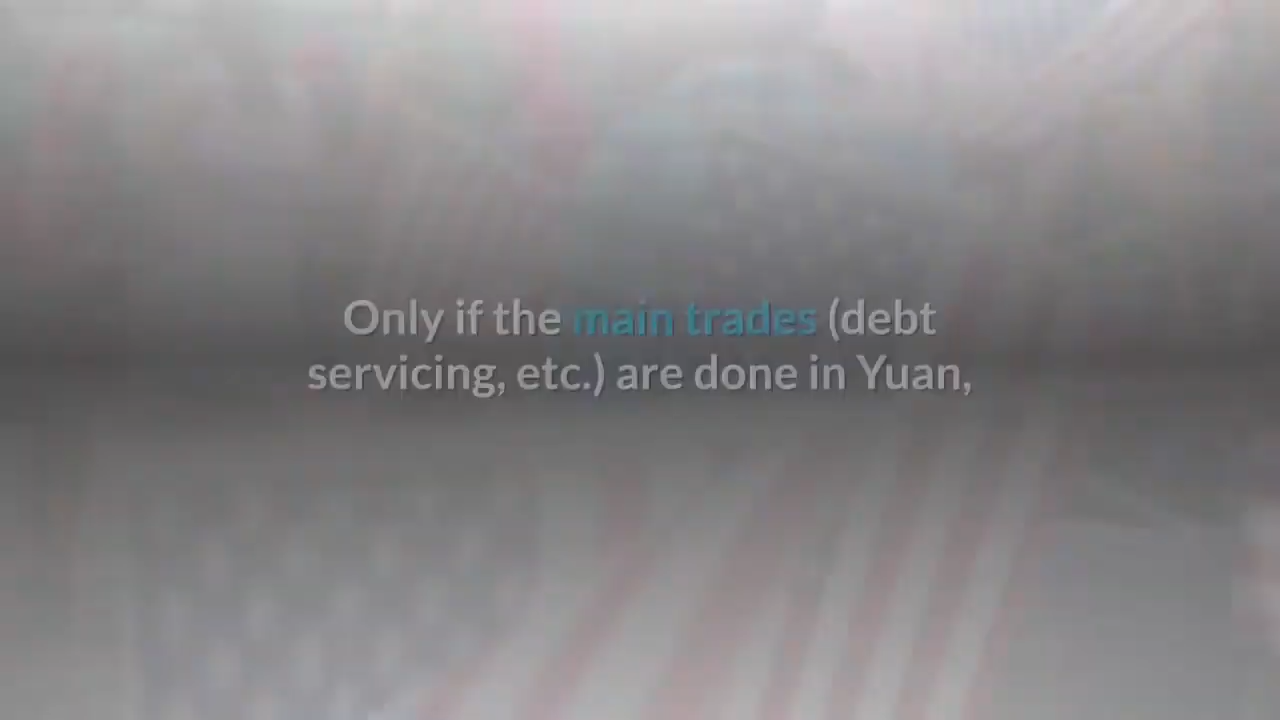 Only if the main trades (debt
servicing, etc.) are done in Yuan,